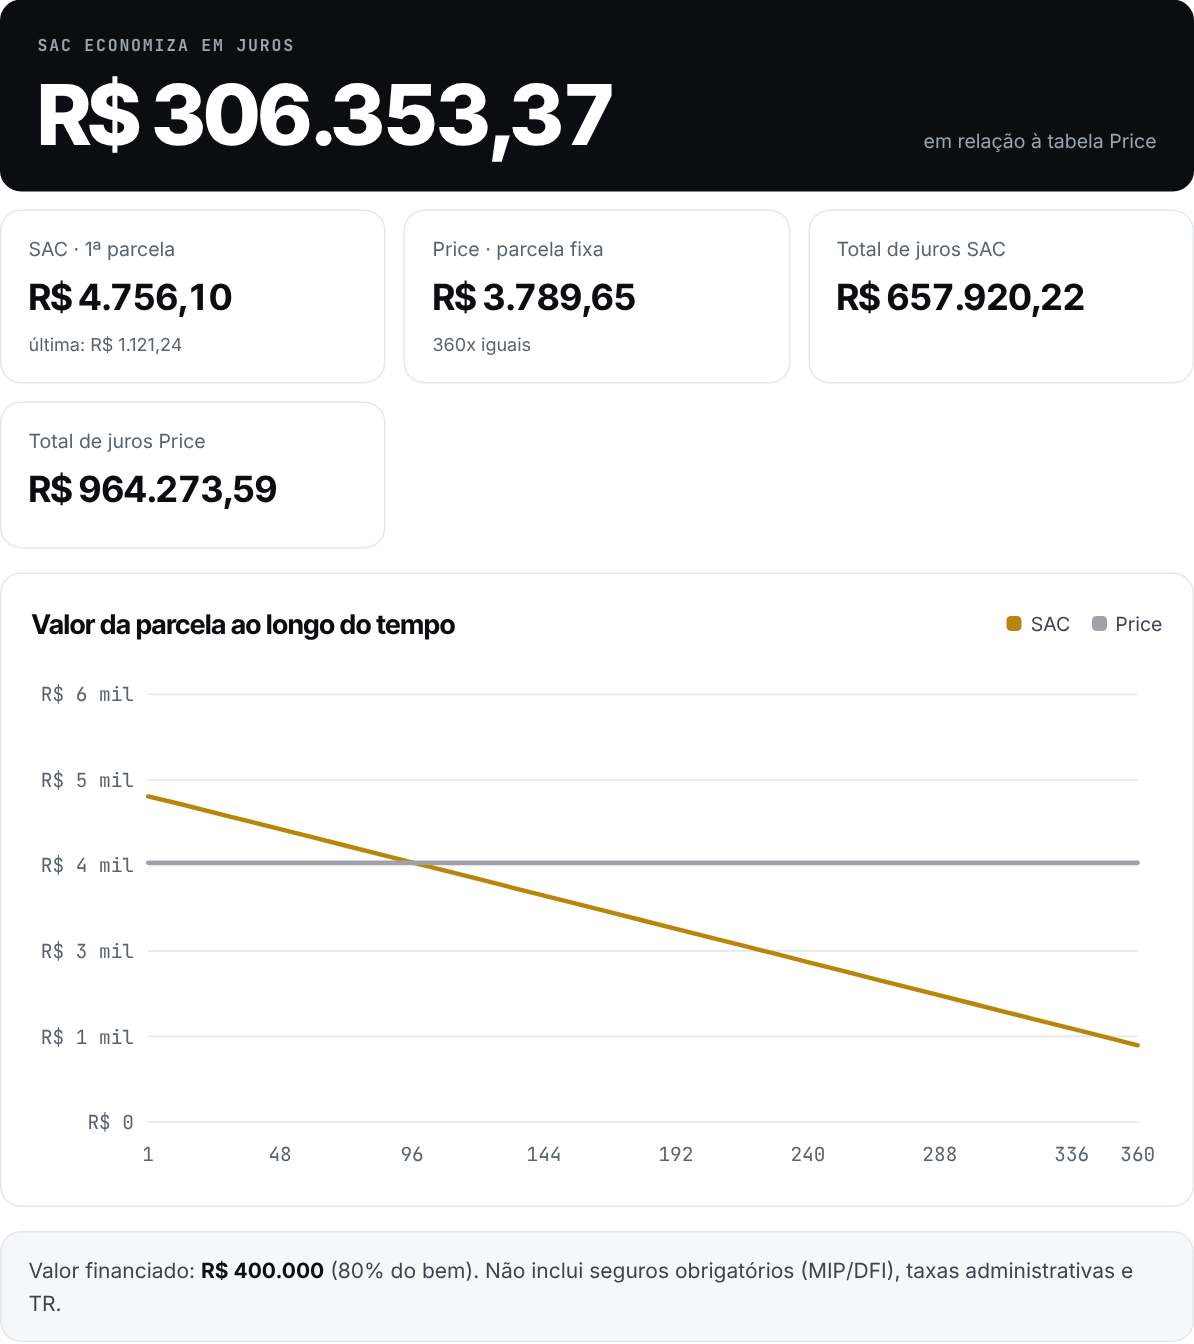 SAC ECONOMIZA EM JUROS
R$ 306.353,37
em relação à tabela Price
SAC · 1ª parcela
R$ 4.756,10
última: R$ 1.121,24
Price · parcela fixa
R$ 3.789,65
360x iguais
Total de juros SAC
R$ 657.920,22
Total de juros Price
R$ 964.273,59
Valor da parcela ao longo do tempo
SAC
Price
R$ 6 mil
R$ 5 mil
R$ 4 mil
R$ 3 mil
R$ 1 mil
R$ 0
1 48 96 144 192 240 288 336 360
Valor financiado: R$ 400.000 (80% do bem). Não inclui seguros obrigatórios (MIP/DFI), taxas administrativas e
TR.